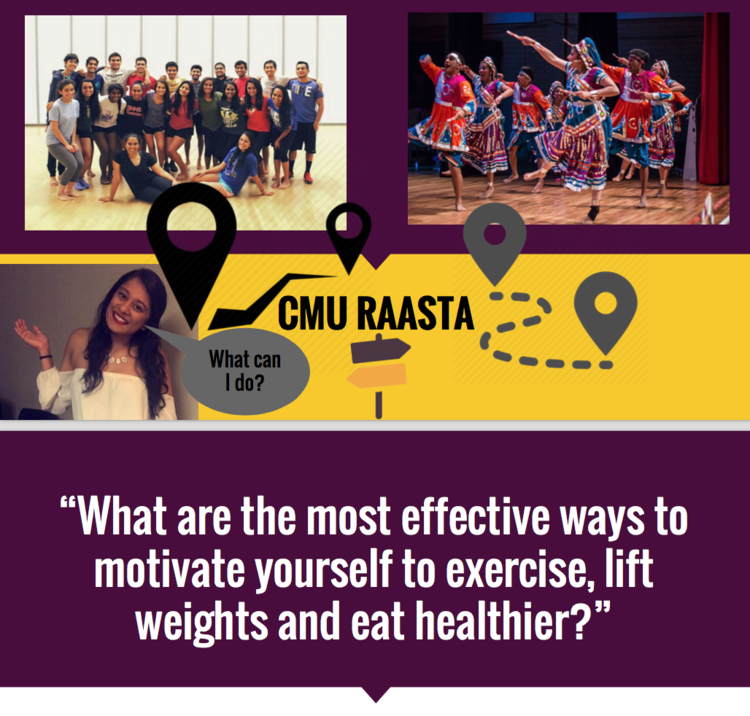 CMU RAASTA
What can
I do?
“What are the most effective ways to
motivate yourself to exercise, lift
weights and eat healthier?”